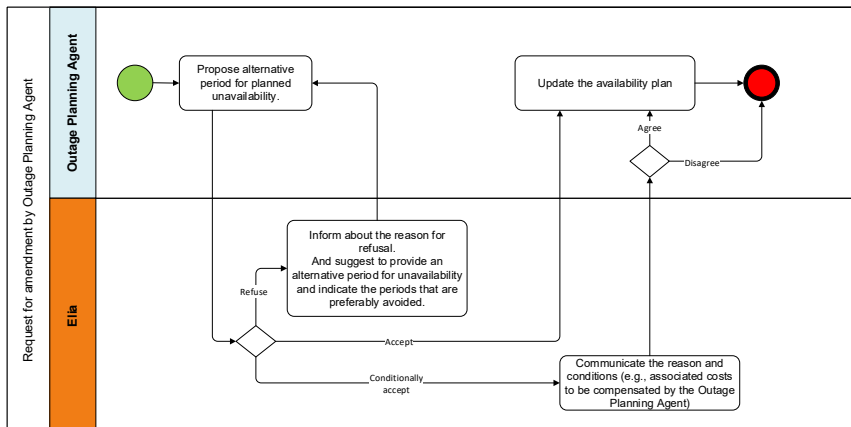 Request for amendment by Outage Planning Agent
Outage Planning Agent
Propose alternative
period for planned
unavailability.
Update the availability plan
Agree
Disagree
Elia
Inform about the reason for
refusal.
And suggest to provide an
alternative period for unavailability
and indicate the periods that are
preferably avoided.
Refuse
Accept
Conditionally
accept
Communicate the reason and
conditions (e.g., associated costs
to be compensated by the Outage
Planning Agent)